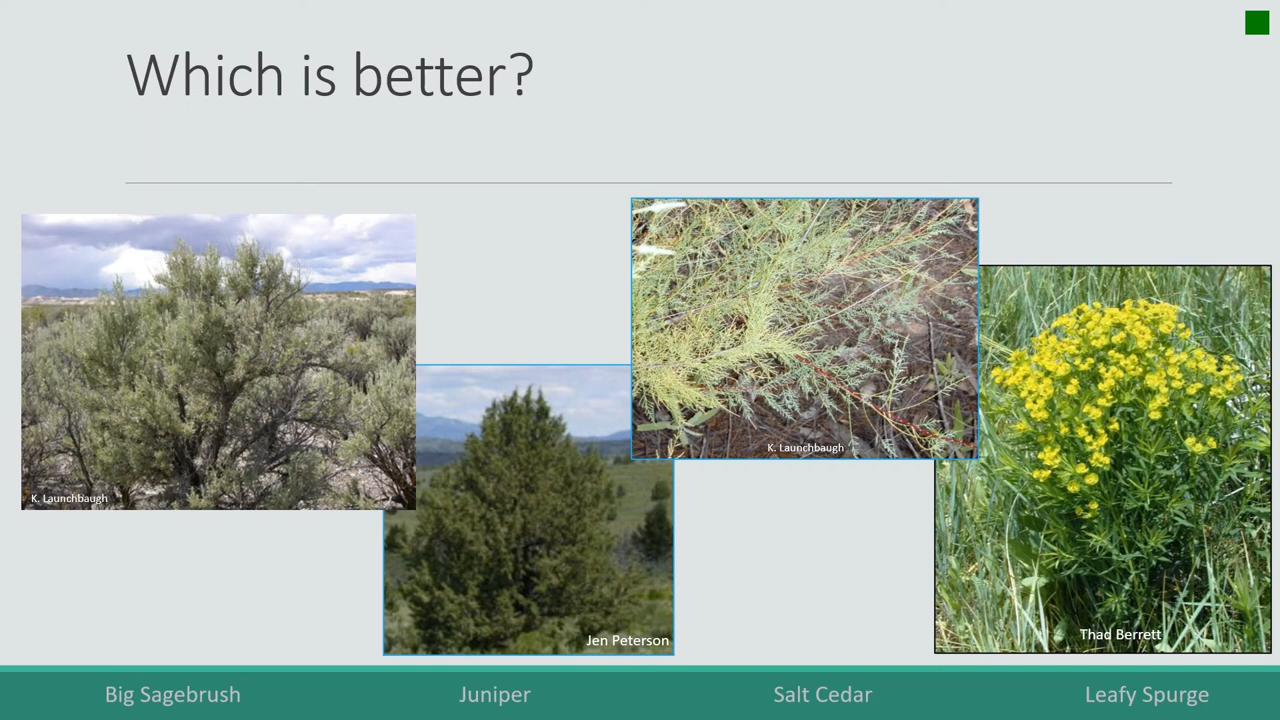 Which is better?
K. Launchbaugh
K. Launchbaugh
Jen Peterson
Thad Berrett
Big Sagebrush
Juniper
Salt Cedar
Leafy Spurge